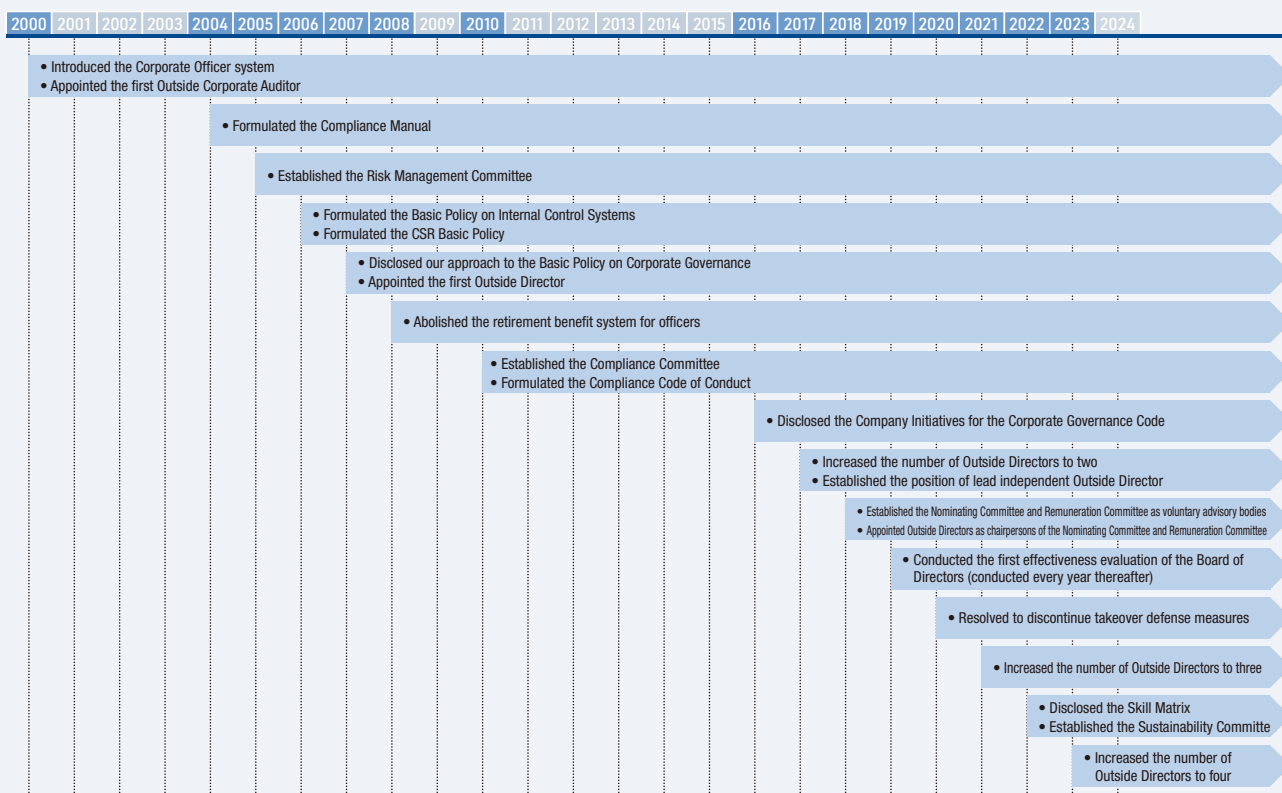 2000 2001 2002 2003 2004 2005 2006 2007 2008 2009 2010 2011 2012 2013 2014 2015 2016 2017 2018 2019 2020 2021 2022 2023 2024
• Introduced the Corporate Officer system
• Appointed the first Outside Corporate Auditor
• Formulated the Compliance Manual
• Established the Risk Management Committee
• Formulated the Basic Policy on Internal Control Systems
• Formulated the CSR Basic Policy
• Disclosed our approach to the Basic Policy on Corporate Governance
• Appointed the first Outside Director
• Abolished the retirement benefit system for officers
• Established the Compliance Committee
• Formulated the Compliance Code of Conduct
• Disclosed the Company Initiatives for the Corporate Governance Code
• Increased the number of Outside Directors to two
• Established the position of lead independent Outside Director
• Established the Nominating Committee and Remuneration Committee as voluntary advisory bodies
• Appointed Outside Directors as chairpersons of the Nominating Committee and Remuneration Committee
• Conducted the first effectiveness evaluation of the Board of
Directors (conducted every year thereafter)
• Resolved to discontinue takeover defense measures
• Increased the number of Outside Directors to three
• Disclosed the Skill Matrix
• Established the Sustainability Committe
• Increased the number of
Outside Directors to four